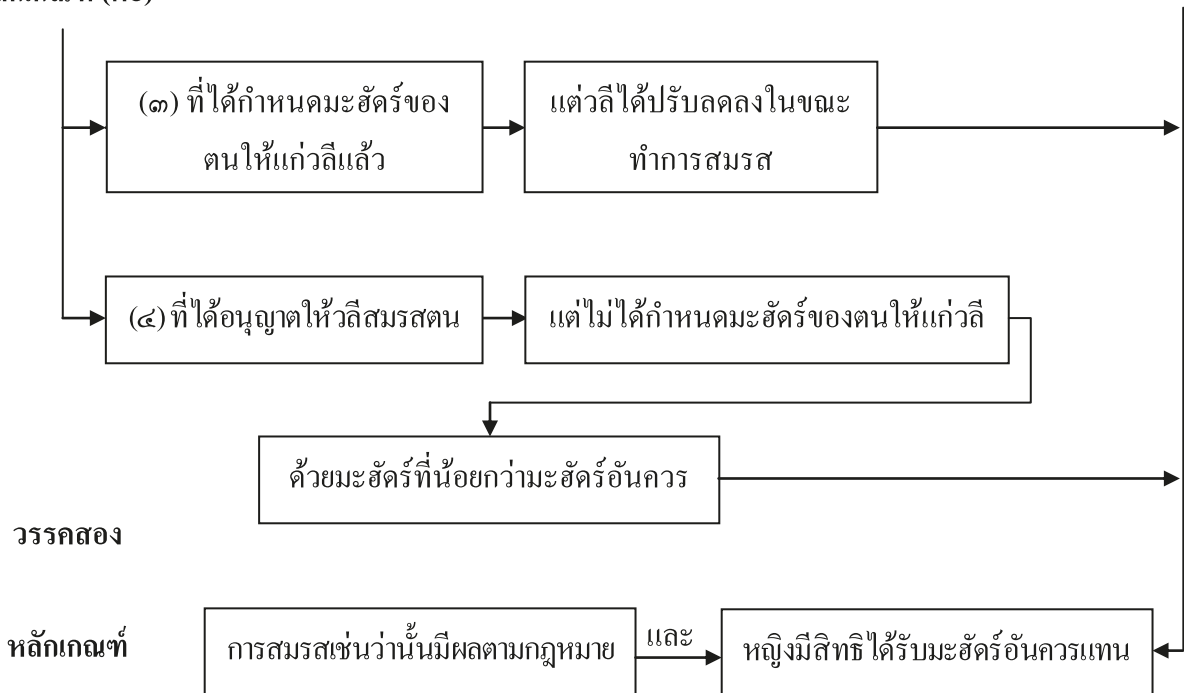 (๓) ที่ได้กำหนดมะฮัดร์ของ
ตนให้แก่วลีแล้ว
แต่วลีได้ปรับลดลงในขณะ
ทำการสมรส
(๔) ที่ได้อนุญาตให้วลีสมรสตน
แต่ไม่ได้กำหนดมะฮัดร์ของตนให้แก่วลี
ด้วยมะฮัดร์ที่น้อยกว่ามะฮัดร์อันควร
วรรคสอง
หลักเกณฑ์
การสมรสเช่นว่านั้นมีผลตามกฎหมาย
และ
หญิงมีสิทธิได้รับมะฮัดร์อันควรแทน